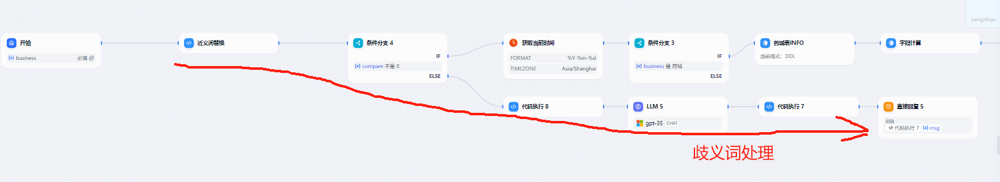 yangzihao
开始
{x} business
必填
近义词替换
条件分支 4
IF
{x} compare 不是 0
ELSE
获取当前时间
FORMAT %Y-%m-%d
TIMEZONE Asia/Shanghai
条件分支 3
IF
{x} business 是 药城
ELSE
药城表INFO
当前格式: DDL
字段计算
代码执行 8
LLM 5
gpt-35 CHAT
代码执行 7
直接回复 5
回复
代码执行 7 / {x} msg
歧义词处理